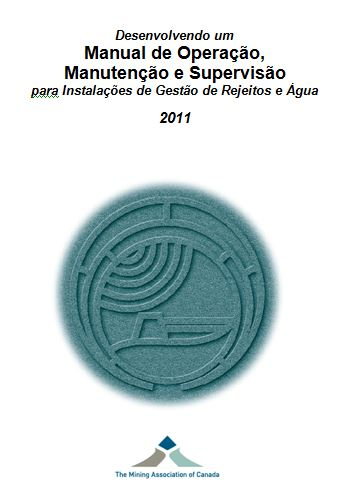 Desenvolvendo um
Manual de Operação,
Manutenção e Supervisão
para Instalações de Gestão de Rejeitos e Água
2011
The Mining Association of Canada